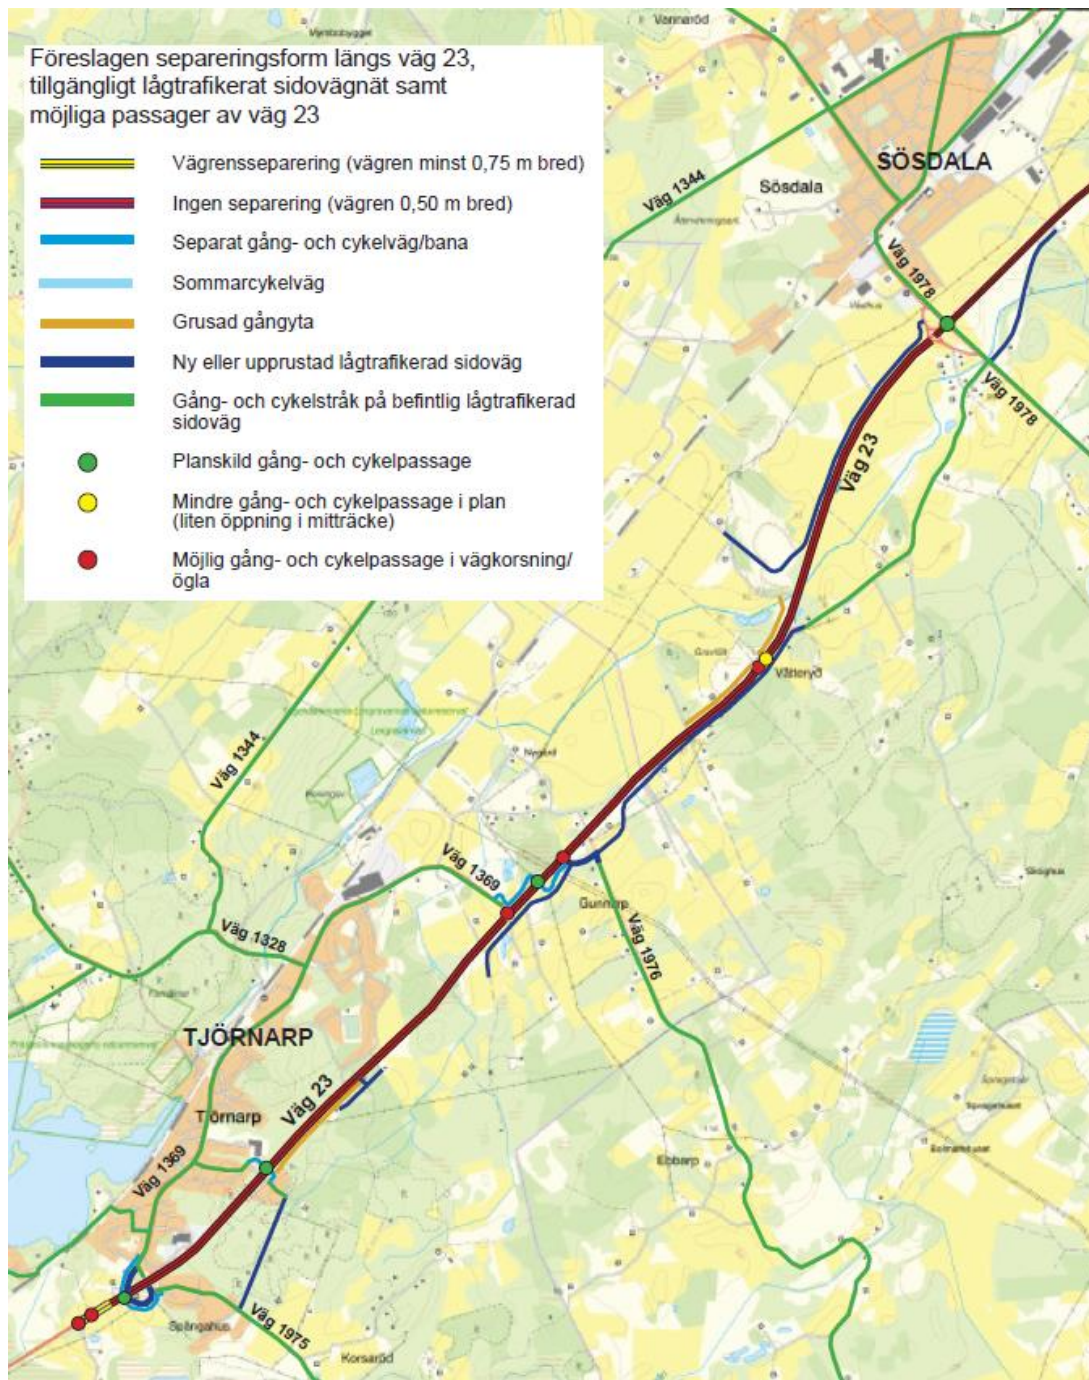 Vannaröd
Föreslagen separeringsform längs väg 23,
tillgängligt lågtrafikerat sidovägnät samt
möjliga passager av väg 23
Vägrensseparering (vägren minst 0,75 m bred)
Ingen separering (vägren 0,50 m bred)
Separat gång- och cykelväg/bana
Sommarcykelväg
Grusad gångyta
Ny eller upprustad lågtrafikerad sidoväg
Gång- och cykelstråk på befintlig lågtrafikerad
sidoväg
Planskild gång- och cykelpassage
Mindre gång- och cykelpassage i plan
(liten öppning i mitträcke)
Möjlig gång- och cykelpassage i vägkorsning/
ögla
SÖSDALA
Väg 1344
Sösdala
Väg 1978
Väg 1978
Väg 23
Vätteryd
Väg 1344
Nygård
Väg 1369
Gunnarp
Väg 1976
Väg 1328
TJÖRNARP
Väg 23
Tjörnarp
Ebbarp
Väg 1369
Spångahus
Väg 1975
Korsaröd